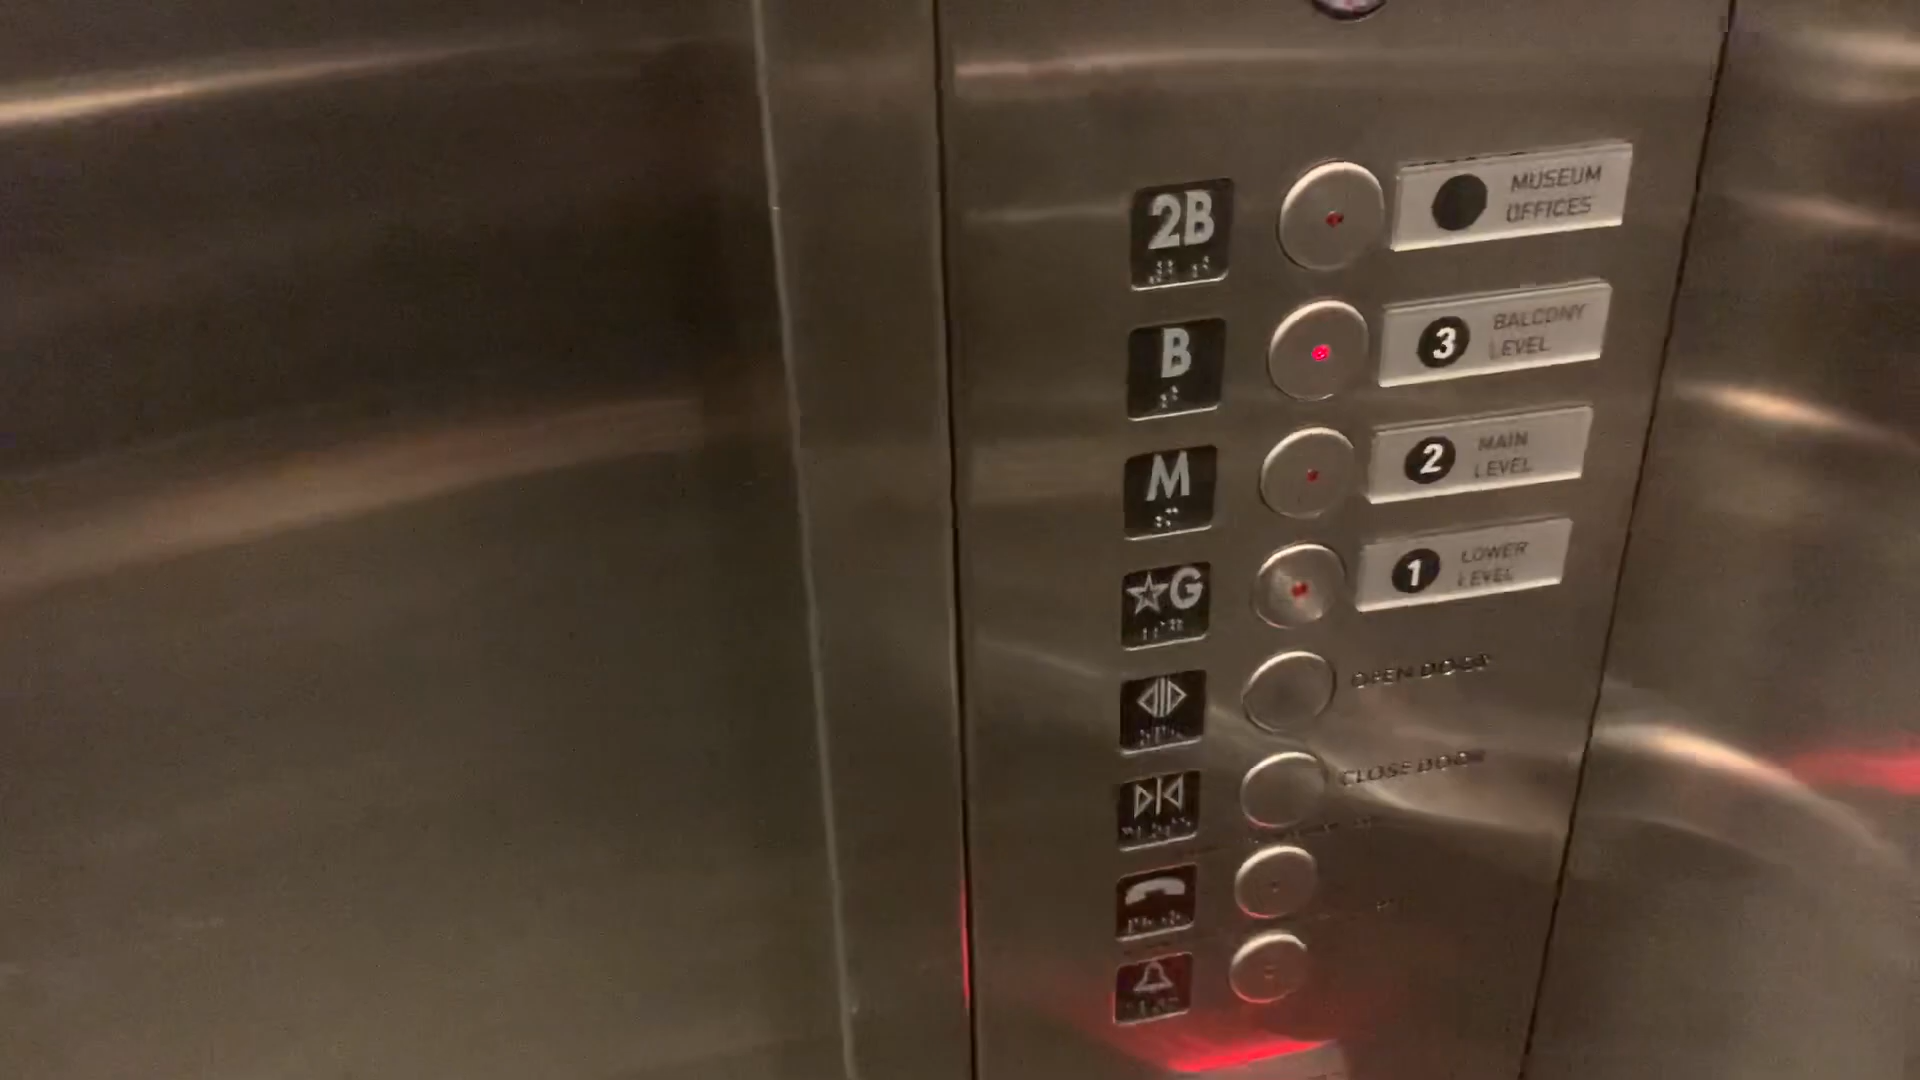 2B
MUSEUM
OFFICES
B
3
BALCONY
LEVEL
M
2
MAIN
LEVEL
☆G
1
LOWER
LEVEL
OPEN DOOR
CLOSE DOOR